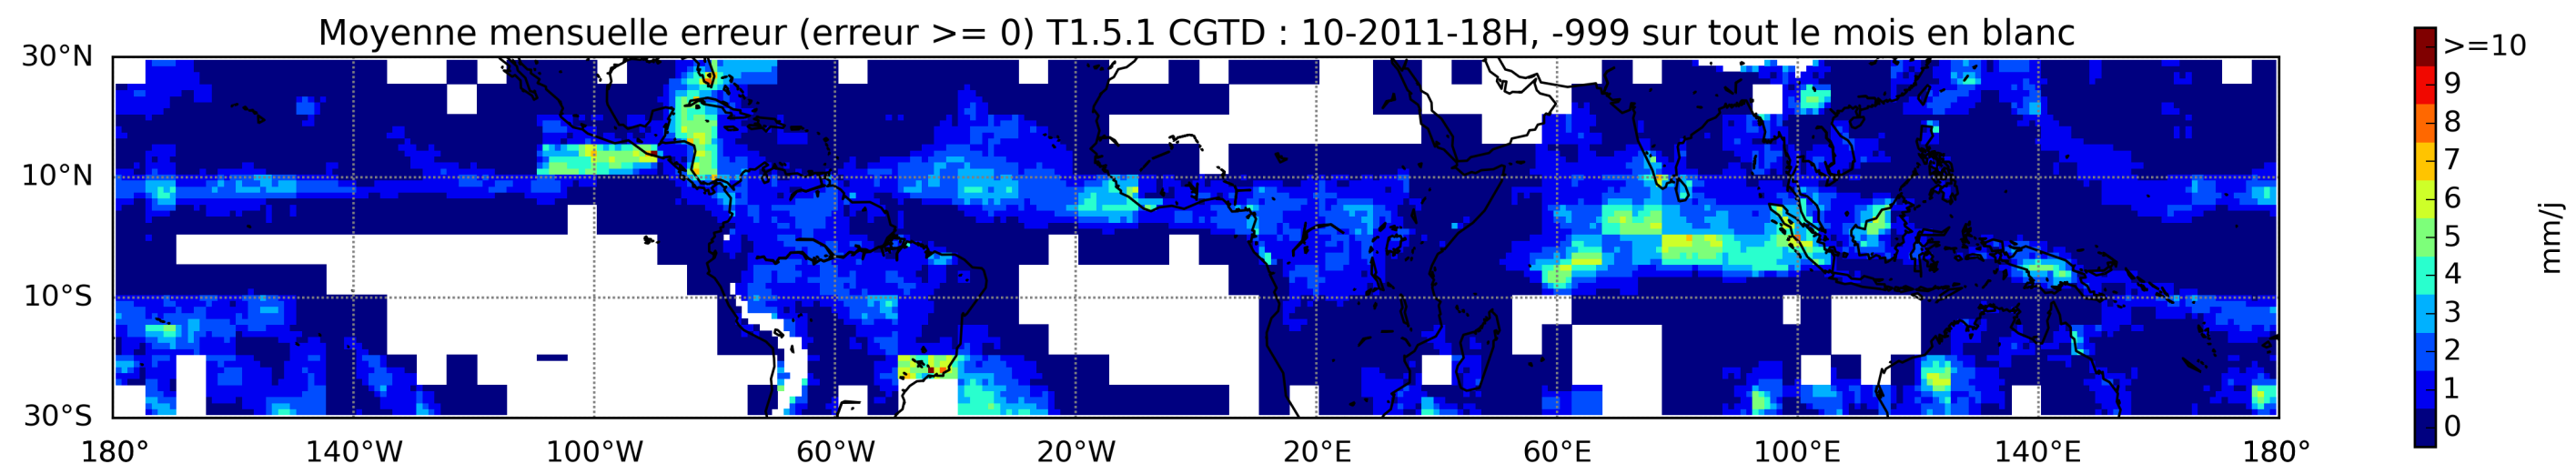 Moyenne mensuelle erreur (erreur >= 0) T1.5.1 CGTD : 10-2011-18H, -999 sur tout le mois en blanc
30°N
10°N
10°S
30°S
180° 140°W 100°W 60°W 20°W 20°E 60°E 100°E 140°E 180°
>=10
9
8
7
6
5
4
3
2
1
0
mm/j